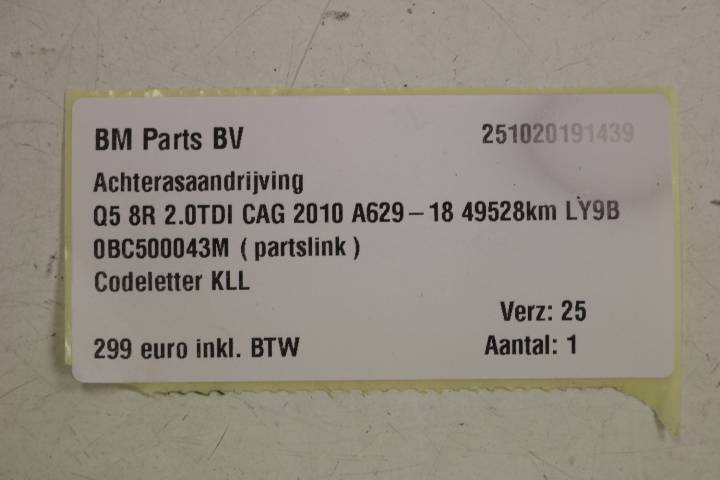 BM Parts BV 251020191439
Achterasaandrijving
Q5 8R 2.0TDI CAG 2010 A629-18 49528km LY9B
0BC500043M ( partslink )
Codeletter KLL
Verz: 25
299 euro inkl. BTW Aantal: 1